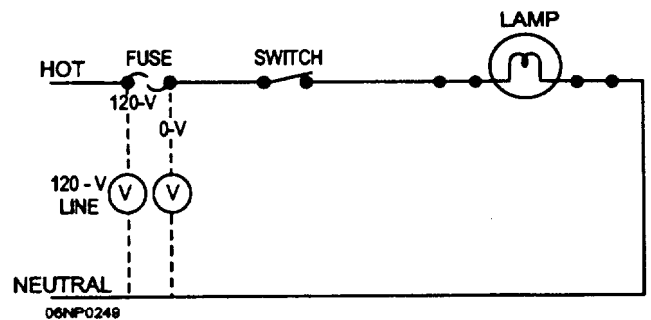 LAMP
FUSE
SWITCH
HOT
120-V
0-V
120 - V
LINE
V
V
NEUTRAL
06NP0249